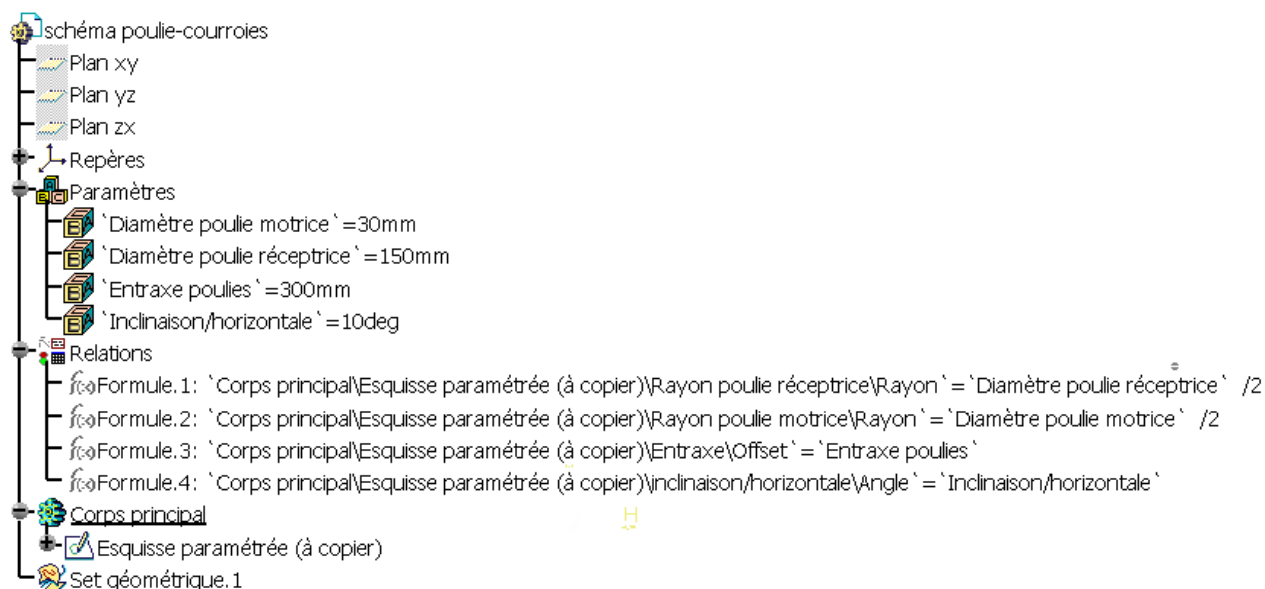 schéma poulie-courroies
Plan xy
Plan yz
Plan zx
Repères
Paramètres
`Diamètre poulie motrice`=30mm
`Diamètre poulie réceptrice`=150mm
`Entraxe poulies`=300mm
`Inclinaison/horizontale`=10deg
Relations
f(x)Formule.1: `Corps principal\Esquisse paramétrée (à copier)\Rayon poulie réceptrice\Rayon`=`Diamètre poulie réceptrice` /2
f(x)Formule.2: `Corps principal\Esquisse paramétrée (à copier)\Rayon poulie motrice\Rayon`=`Diamètre poulie motrice` /2
f(x)Formule.3: `Corps principal\Esquisse paramétrée (à copier)\Entraxe\Offset`=`Entraxe poulies`
f(x)Formule.4: `Corps principal\Esquisse paramétrée (à copier)\inclinaison/horizontale\Angle`=`Inclinaison/horizontale`
Corps principal
H
Esquisse paramétrée (à copier)
Set géométrique.1